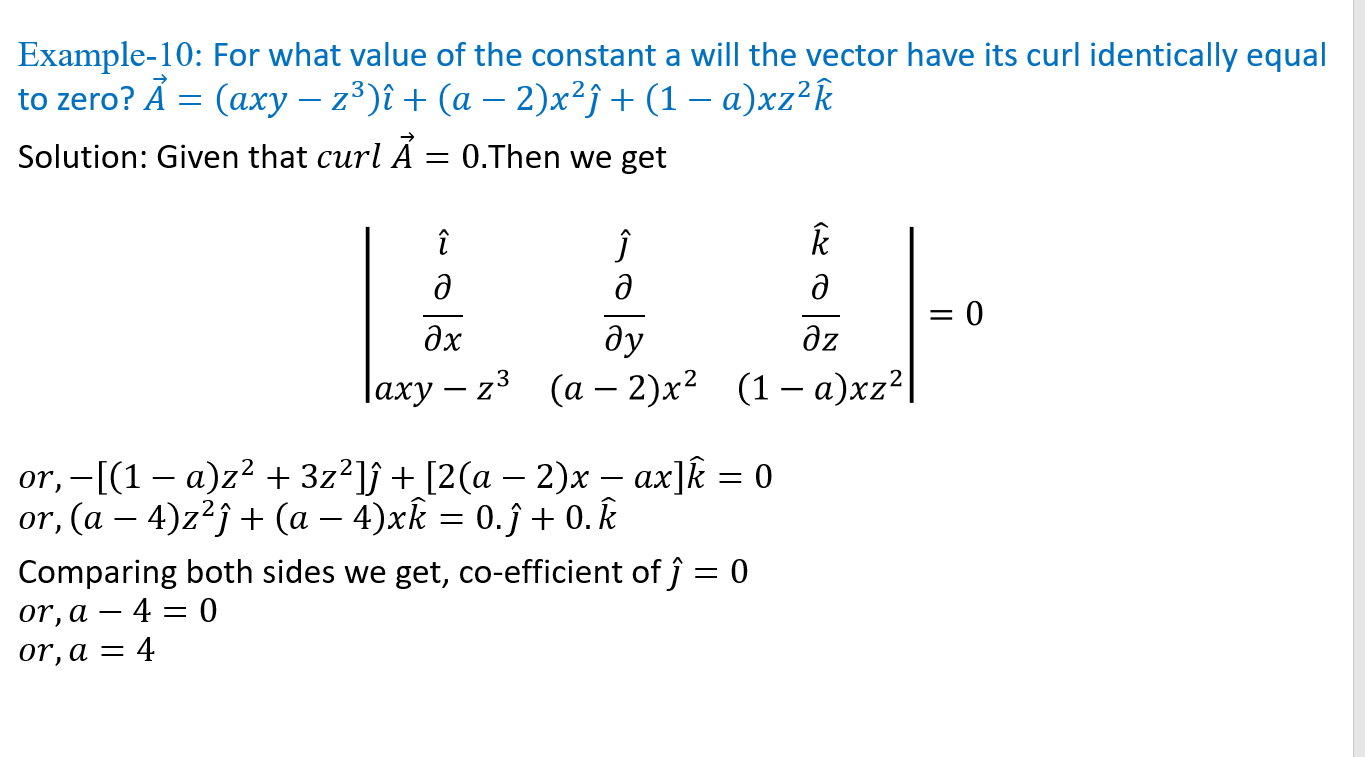 Example-10: For what value of the constant a will the vector have its curl identically equal
to zero? A⃗ = (axy − z³)î + (a − 2)x²ĵ + (1 − a)xz²k̂
Solution: Given that curl A⃗ = 0.Then we get
| î ĵ k̂ |
| ∂/∂x ∂/∂y ∂/∂z | = 0
| axy − z³ (a − 2)x² (1 − a)xz² |
or, −[(1 − a)z² + 3z²]ĵ + [2(a − 2)x − ax]k̂ = 0
or, (a − 4)z²ĵ + (a − 4)xk̂ = 0. ĵ + 0. k̂
Comparing both sides we get, co-efficient of ĵ = 0
or, a − 4 = 0
or, a = 4